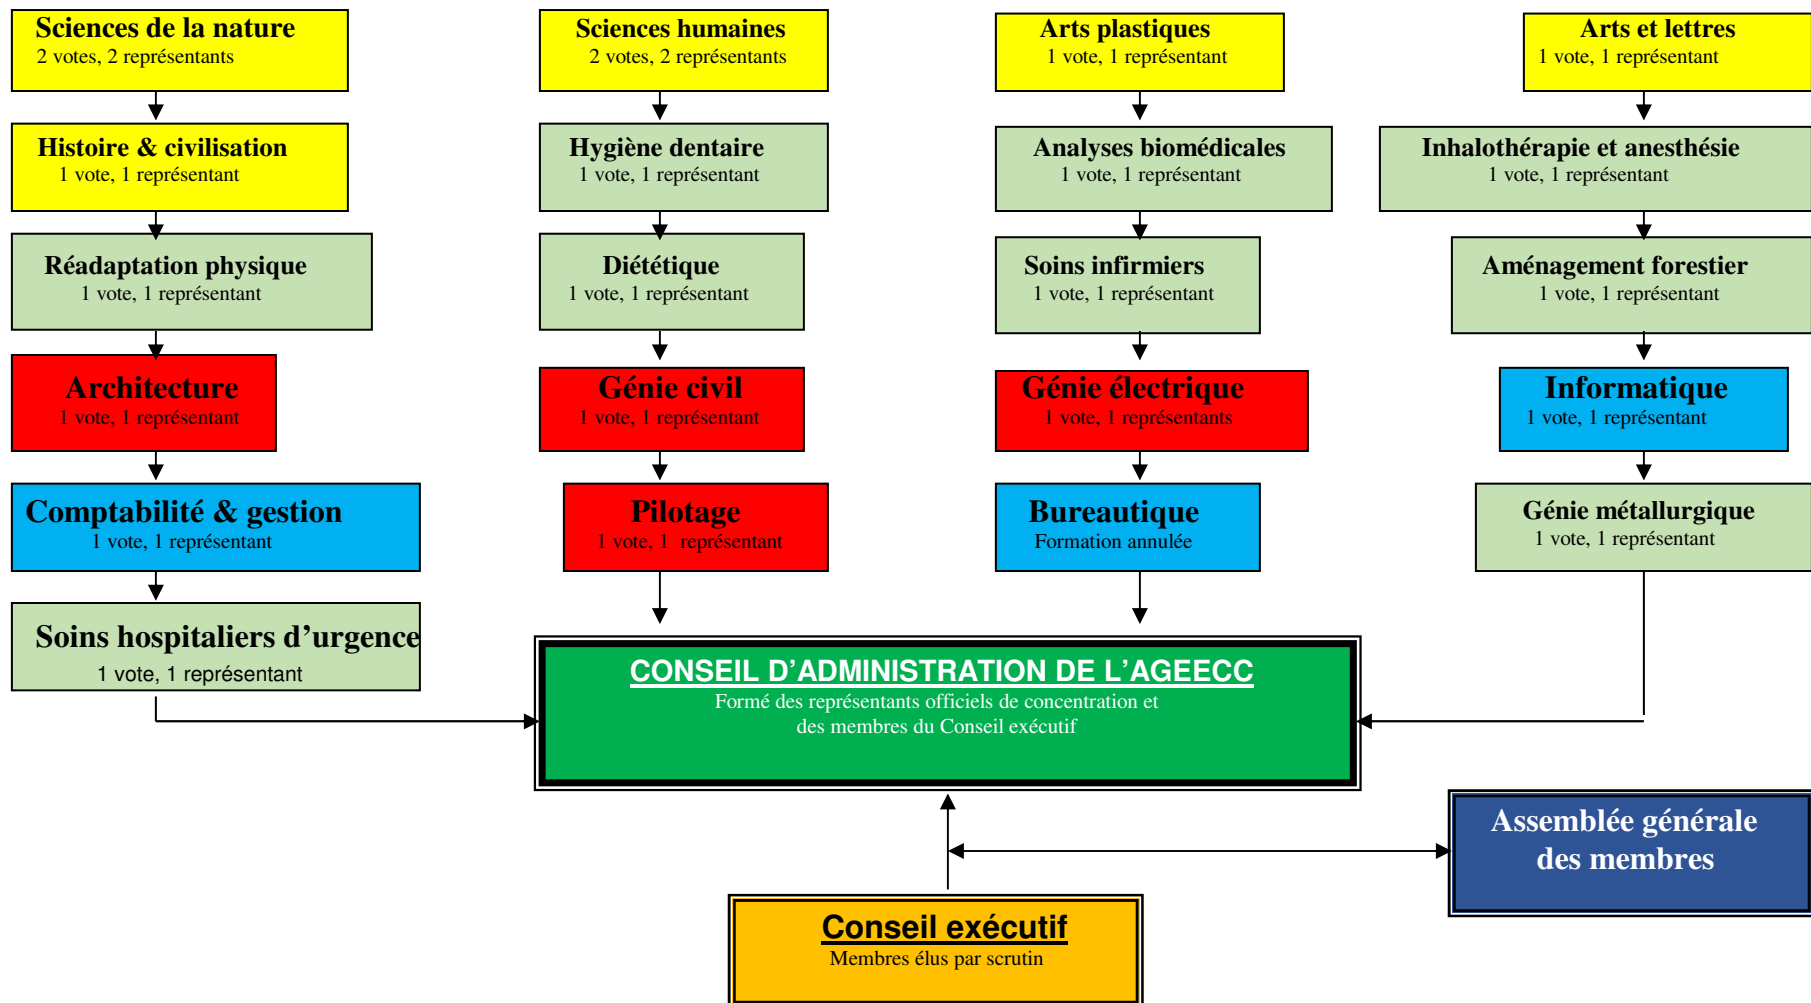 Sciences de la nature
2 votes, 2 représentants
Sciences humaines
2 votes, 2 représentants
Arts plastiques
1 vote, 1 représentant
Arts et lettres
1 vote, 1 représentant
Histoire & civilisation
1 vote, 1 représentant
Hygiène dentaire
1 vote, 1 représentant
Analyses biomédicales
1 vote, 1 représentant
Inhalothérapie et anesthésie
1 vote, 1 représentant
Réadaptation physique
1 vote, 1 représentant
Diététique
1 vote, 1 représentant
Soins infirmiers
1 vote, 1 représentant
Aménagement forestier
1 vote, 1 représentant
Architecture
1 vote, 1 représentant
Génie civil
1 vote, 1 représentant
Génie électrique
1 vote, 1 représentants
Informatique
1 vote, 1 représentant
Comptabilité & gestion
1 vote, 1 représentant
Pilotage
1 vote, 1 représentant
Bureautique
Formation annulée
Génie métallurgique
1 vote, 1 représentant
Soins hospitaliers d'urgence
1 vote, 1 représentant
CONSEIL D'ADMINISTRATION DE L'AGEECC
Formé des représentants officiels de concentration et
des membres du Conseil exécutif
Assemblée générale
des membres
Conseil exécutif
Membres élus par scrutin